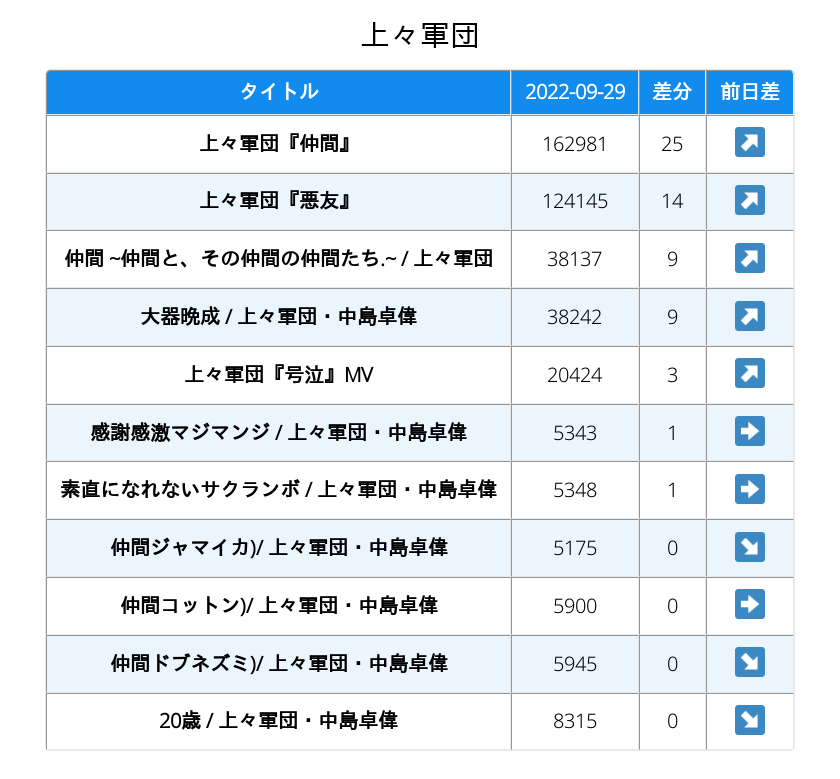 上々軍団
タイトル 2022-09-29 差分 前日差
上々軍団『仲間』 162981 25 ↗
上々軍団『悪友』 124145 14 ↗
仲間 ~仲間と、その仲間の仲間たち.~ / 上々軍団 38137 9 ↗
大器晩成 / 上々軍団・中島卓偉 38242 9 ↗
上々軍団『号泣』MV 20424 3 ↗
感謝感激マジマンジ / 上々軍団・中島卓偉 5343 1 ➡
素直になれないサクランボ / 上々軍団・中島卓偉 5348 1 ➡
仲間ジャマイカ)/ 上々軍団・中島卓偉 5175 0 ↘
仲間コットン)/ 上々軍団・中島卓偉 5900 0 ➡
仲間ドブネズミ)/ 上々軍団・中島卓偉 5945 0 ↘
20歳 / 上々軍団・中島卓偉 8315 0 ↘